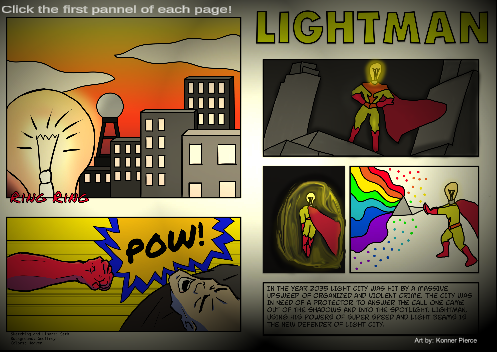 Click the first pannel of each page!
LIGHTMAN
RING RING
POW!
IN THE YEAR 2035 LIGHT CITY WAS HIT BY A MASSIVE
UPSWEEP OF ORGANIZED AND VIOLENT CRIME. THE CITY WAS
IN NEED OF A PROTECTOR TO ANSWER THE CALL ONE CAME
OUT OF THE SHADOWS AND INTO THE SPOTLIGHT. LIGHTMAN.
USING HIS POWERS OF SUPER SPEED AND LIGHT BEAMS IS
THE NEW DEFENDER OF LIGHT CITY.
Art by: Konner Pierce